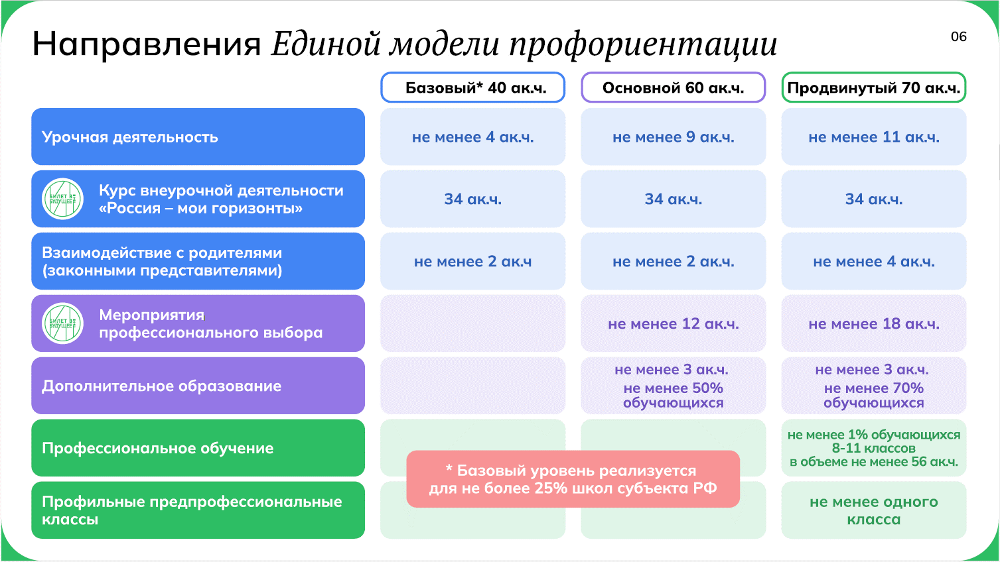 Направления Единой модели профориентации
06
Базовый* 40 ак.ч.
Основной 60 ак.ч.
Продвинутый 70 ак.ч.
Урочная деятельность
не менее 4 ак.ч.
не менее 9 ак.ч.
не менее 11 ак.ч.
БИЛЕТ В
БУДУЩЕЕ
Курс внеурочной деятельности
«Россия – мои горизонты»
34 ак.ч.
34 ак.ч.
34 ак.ч.
Взаимодействие с родителями
(законными представителями)
не менее 2 ак.ч
не менее 2 ак.ч.
не менее 4 ак.ч.
БИЛЕТ В
БУДУЩЕЕ
Мероприятия
профессионального выбора
не менее 12 ак.ч.
не менее 18 ак.ч.
Дополнительное образование
не менее 3 ак.ч.
не менее 50%
обучающихся
не менее 3 ак.ч.
не менее 70%
обучающихся
Профессиональное обучение
не менее 1% обучающихся
8-11 классов
в объеме не менее 56 ак.ч.
* Базовый уровень реализуется
для не более 25% школ субъекта РФ
Профильные предпрофессиональные
классы
не менее одного
класса